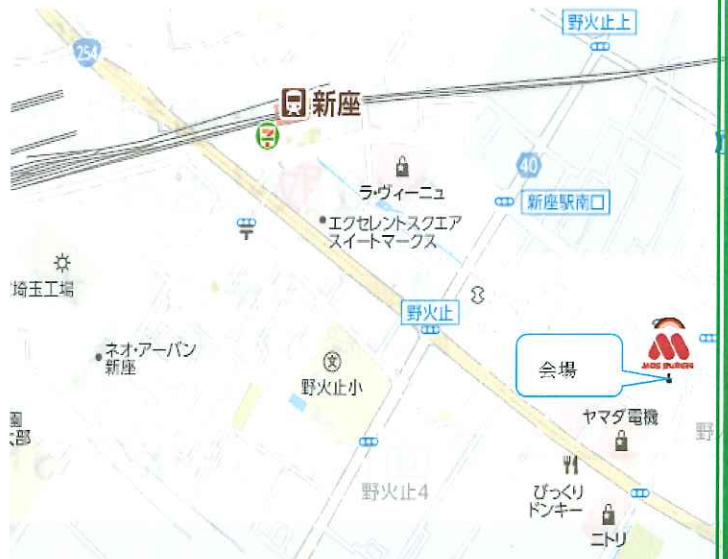 野火止上
254
新座
40
ラ・ヴィーニュ
新座駅南口
エクセレントスクエア
スイートマークス
埼玉工場
野火止
ネオ・アーバン
新座
野火止小
会場
ヤマダ電機
園
太部
野
野火止4
びっくり
ドンキー
ニトリ